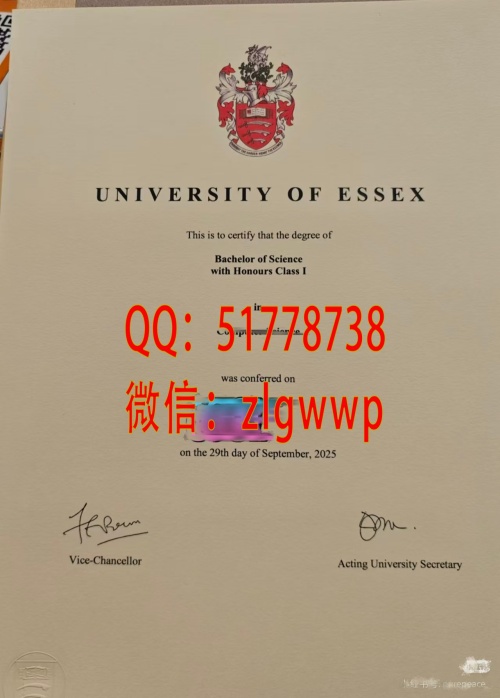 UNIVERSITY OF ESSEX
This is to certify that the degree of
Bachelor of Science
with Honours Class I
in
QQ：51778738
was conferred on
微信：zlgwwp
on the 29th day of September, 2025
Vice-Chancellor
Acting University Secretary